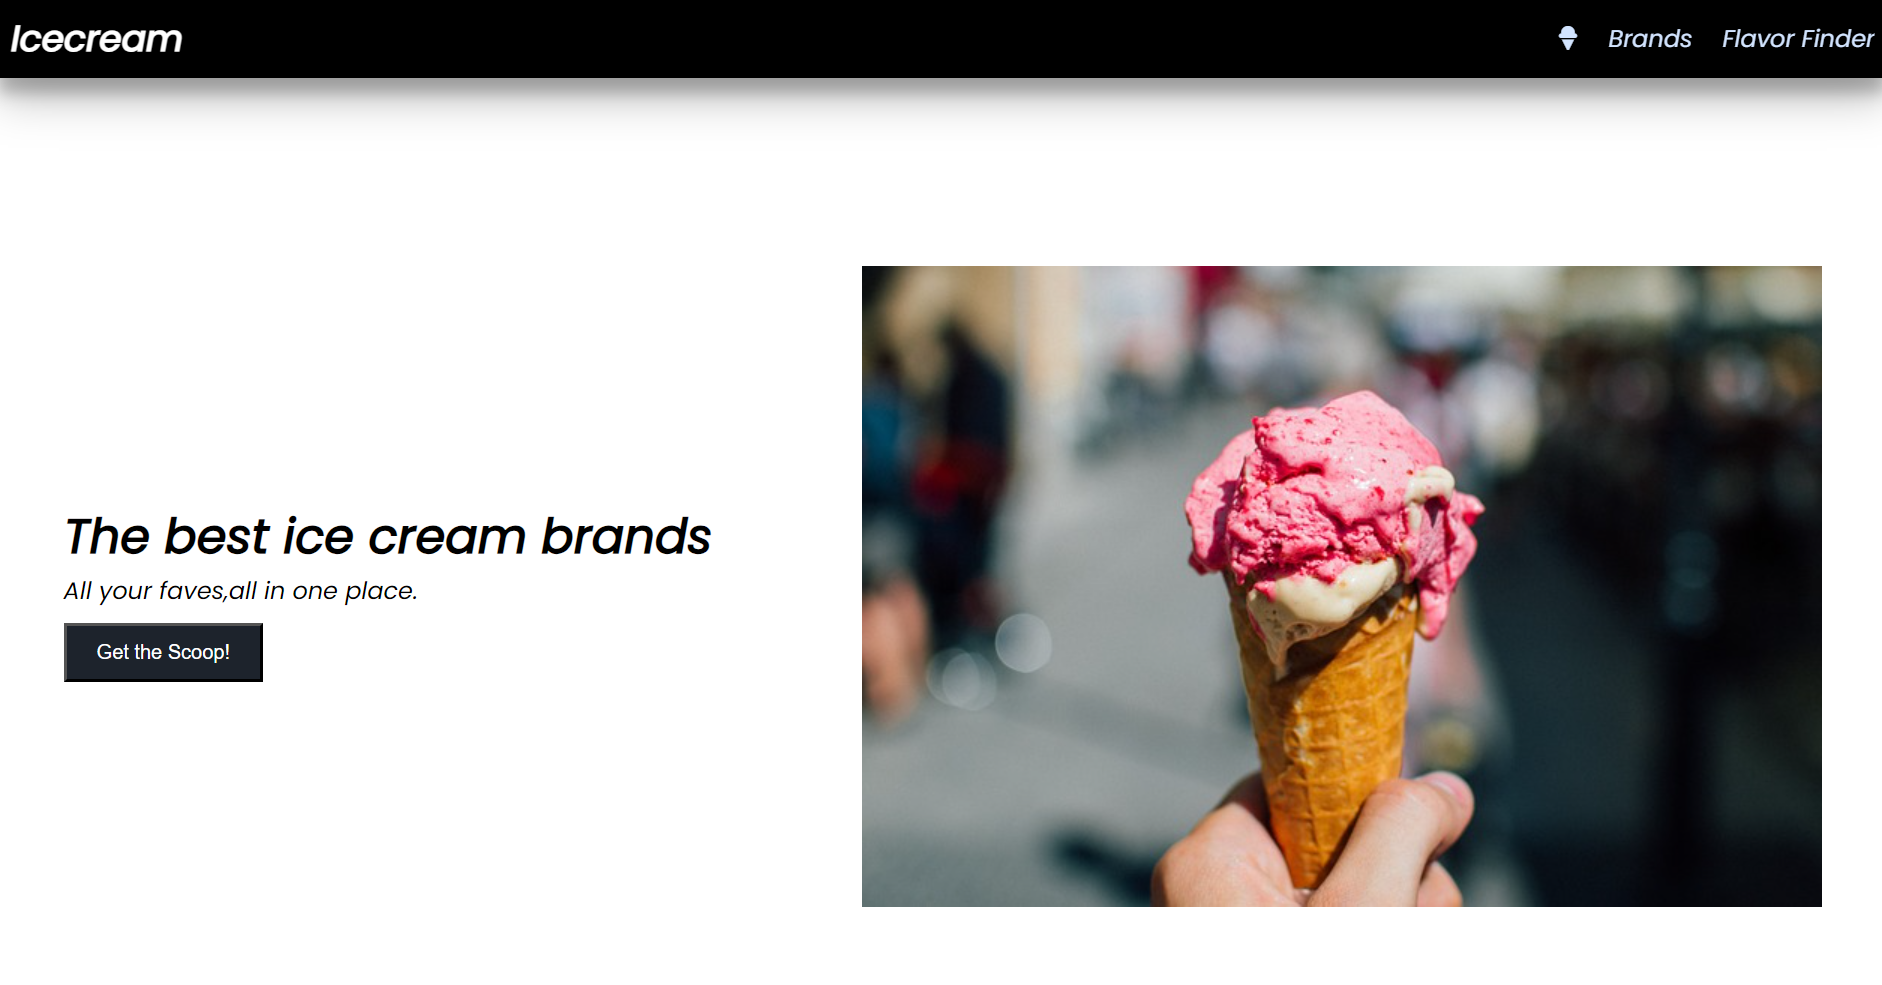 Icecream
Brands
Flavor Finder
The best ice cream brands
All your faves,all in one place.
Get the Scoop!